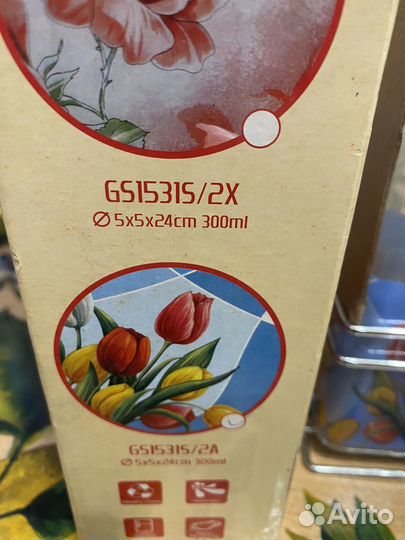 GS1531S/2X
Ø 5x5x24cm 300ml
GS1531S/2A
Ø 5x5x24cm 300ml
Avito